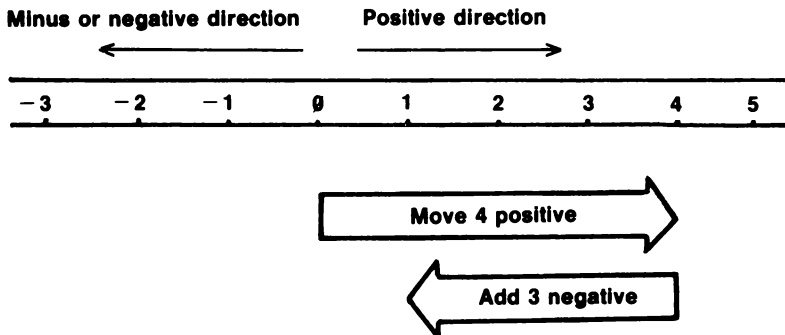 Minus or negative direction Positive direction
−3 −2 −1 0 1 2 3 4 5
Move 4 positive
Add 3 negative